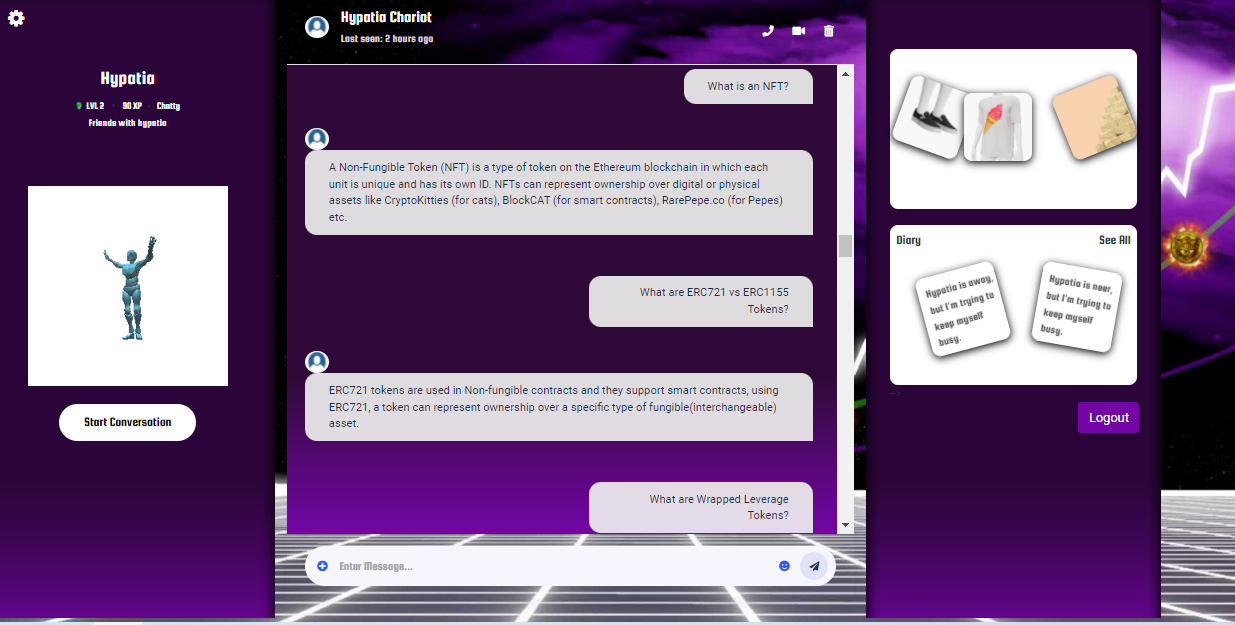 Hypatia
LVL 2 · 90 XP · Chatty
Friends with hypatia
Start Conversation
Hypatia Chariot
Last seen: 2 hours ago
What is an NFT?
A Non-Fungible Token (NFT) is a type of token on the Ethereum blockchain in which each
unit is unique and has its own ID. NFTs can represent ownership over digital or physical
assets like CryptoKitties (for cats), BlockCAT (for smart contracts), RarePepe.co (for Pepes)
etc.
What are ERC721 vs ERC1155
Tokens?
ERC721 tokens are used in Non-fungible contracts and they support smart contracts, using
ERC721, a token can represent ownership over a specific type of fungible(interchangeable)
asset.
What are Wrapped Leverage
Tokens?
Enter Message...
Diary
See All
Hypatia is away,
but I'm trying to
keep myself
busy.
Hypatia is near,
but I'm trying to
keep myself
busy.
Logout